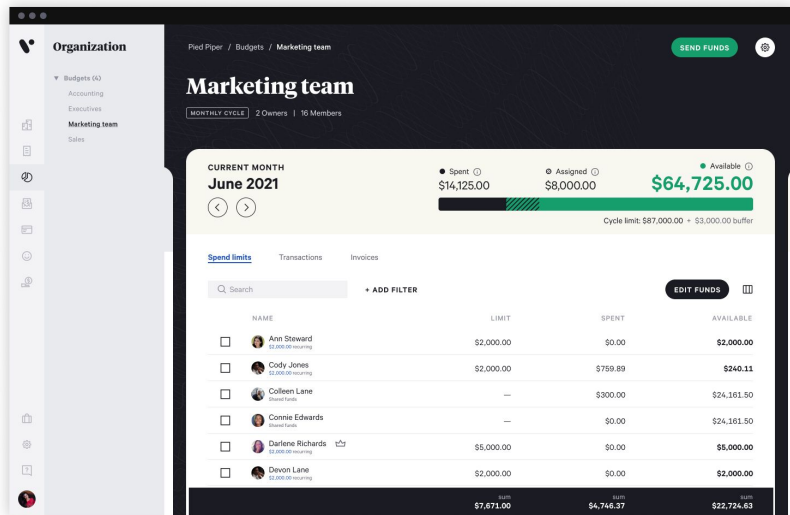 Organization
Budgets (4)
Accounting
Executives
Marketing team
Sales
Pied Piper / Budgets / Marketing team
SEND FUNDS
Marketing team
MONTHLY CYCLE 2 Owners | 16 Members
CURRENT MONTH
June 2021
Spent
$14,125.00
Assigned
$8,000.00
Available
$64,725.00
Cycle limit: $87,000.00 + $3,000.00 buffer
Spend limits Transactions Invoices
Search + ADD FILTER EDIT FUNDS
NAME LIMIT SPENT AVAILABLE
Ann Steward $2,000.00 $0.00 $2,000.00
$2,000.00 recurring
Cody Jones $2,000.00 $759.89 $240.11
$2,000.00 recurring
Colleen Lane — $300.00 $24,161.50
Shared funds
Connie Edwards — $0.00 $24,161.50
Shared funds
Darlene Richards $5,000.00 $0.00 $5,000.00
$2,000.00 recurring
Devon Lane $2,000.00 $0.00 $2,000.00
$2,000.00 recurring
sum sum sum
$7,671.00 $4,746.37 $22,724.63